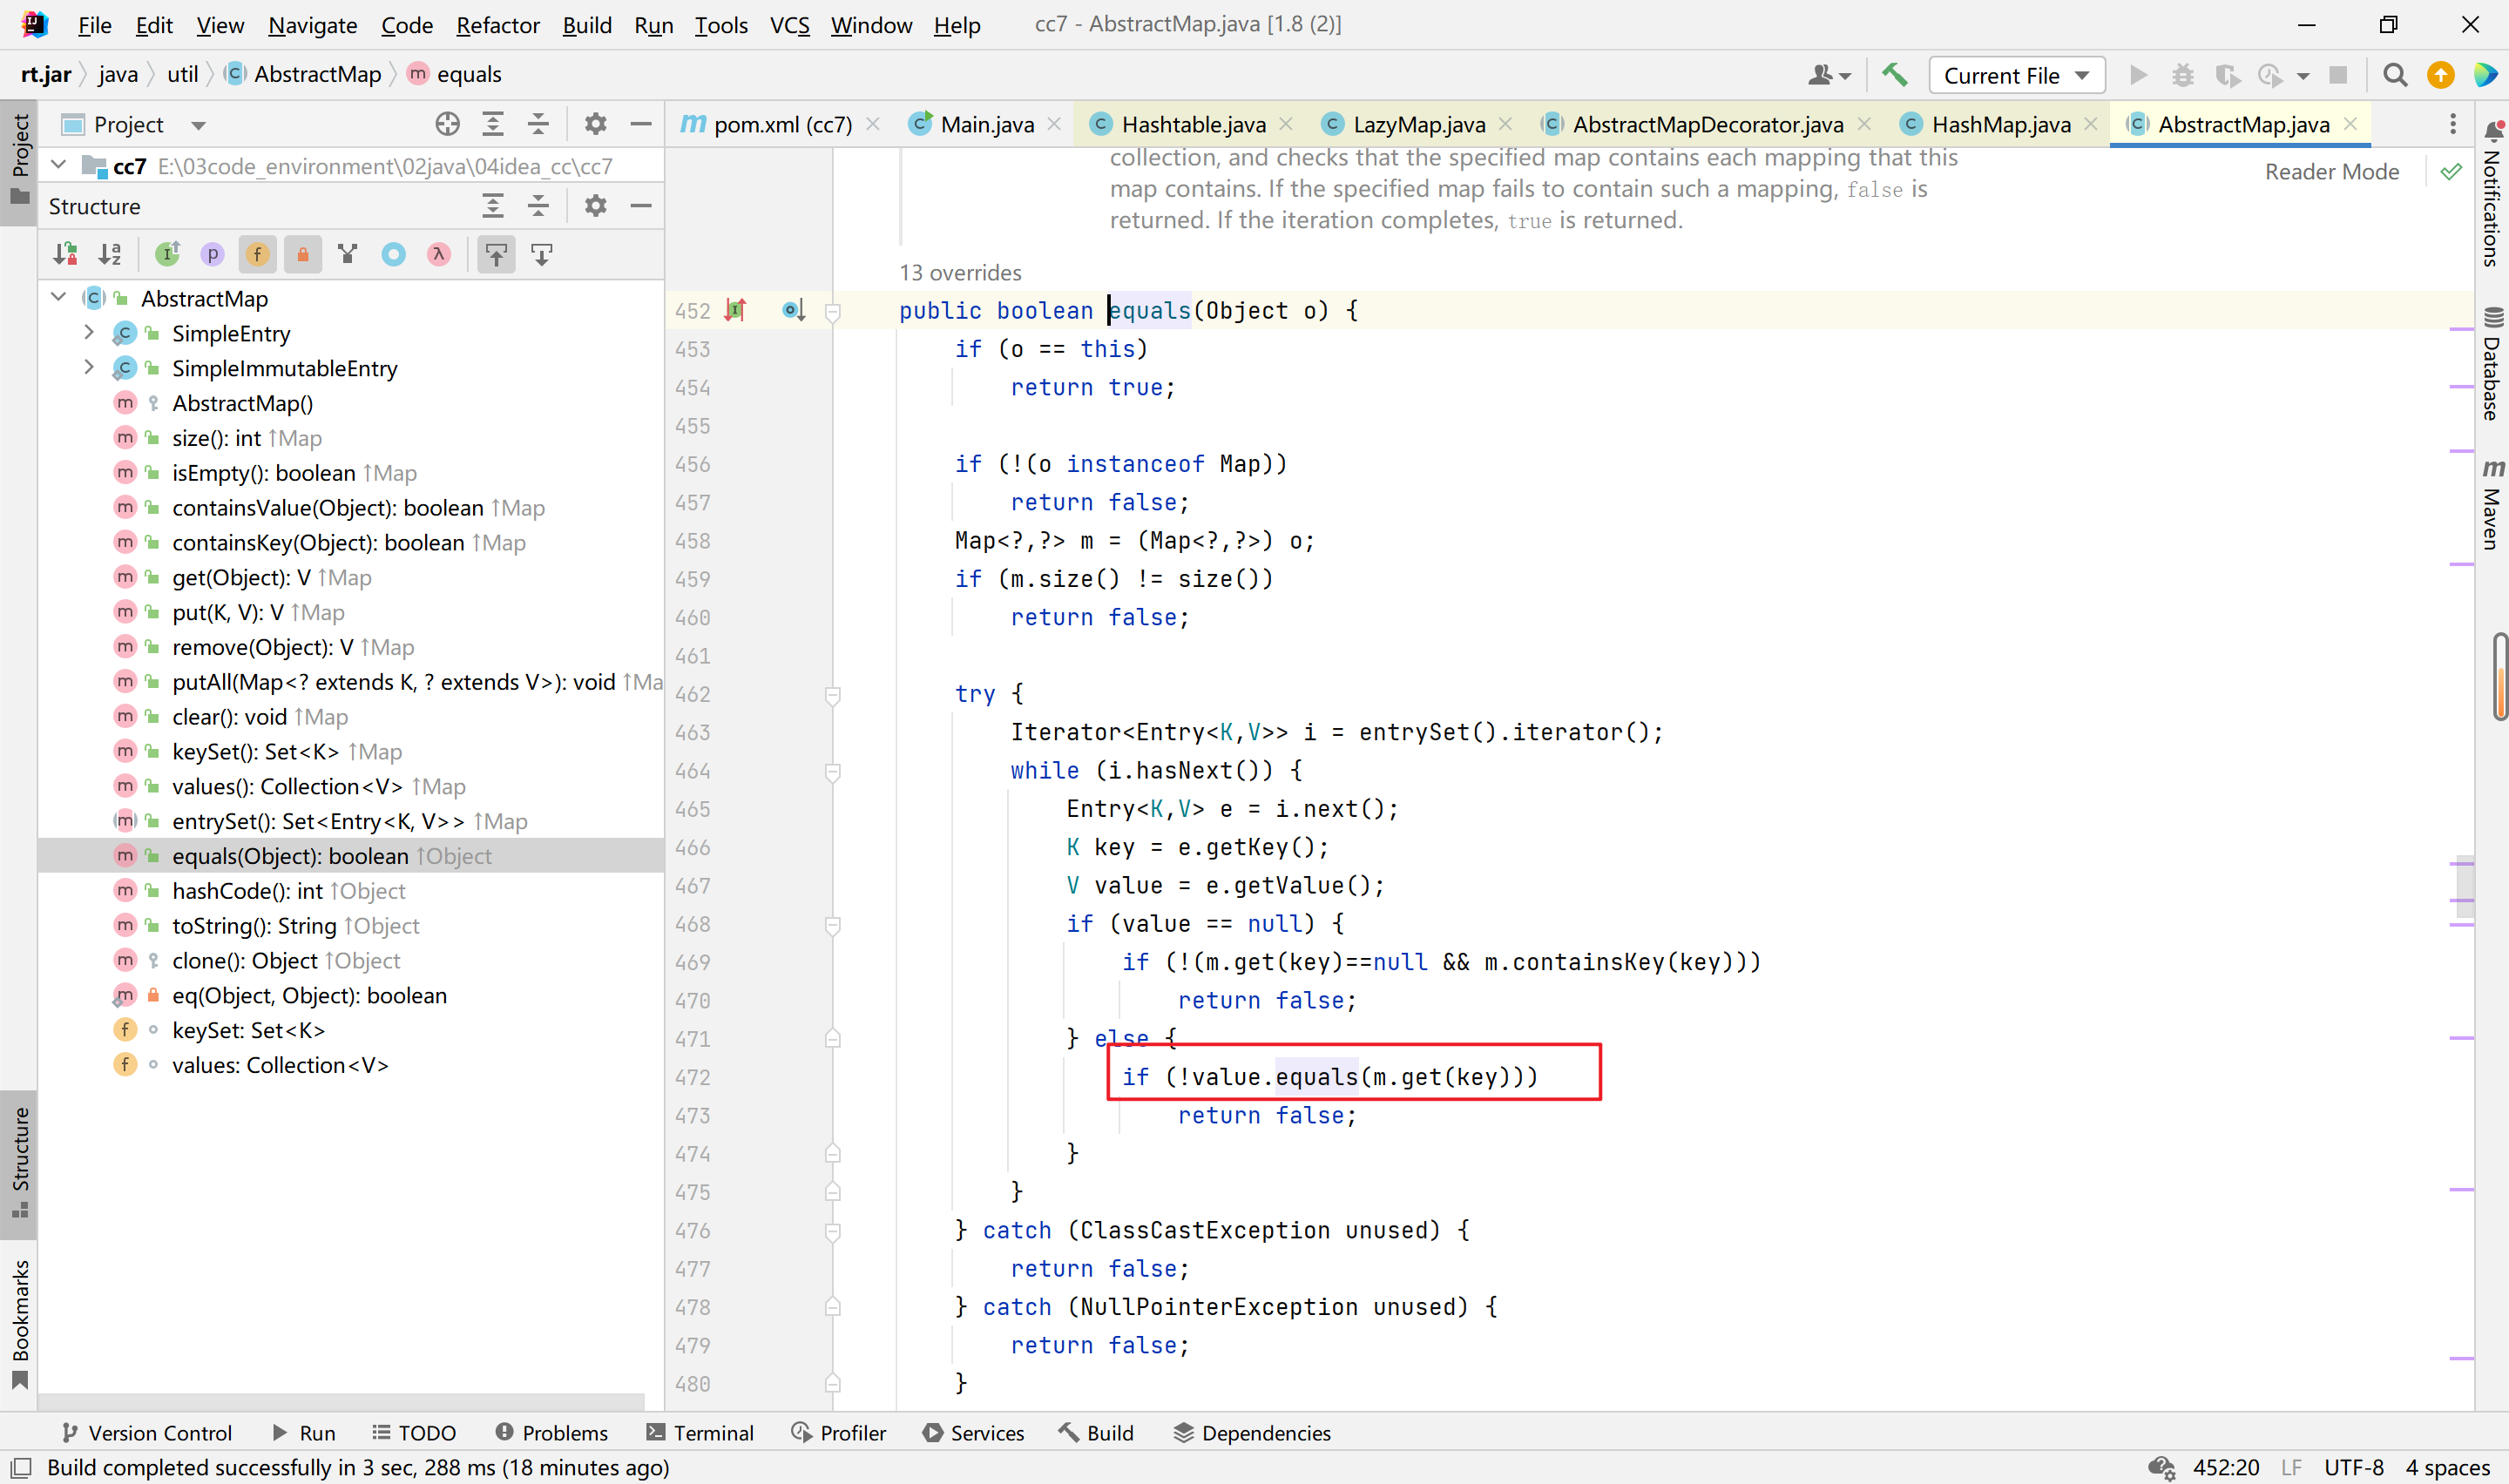 File Edit View Navigate Code Refactor Build Run Tools VCS Window Help cc7 - AbstractMap.java [1.8 (2)]
rt.jar java util AbstractMap equals Current File
Project
pom.xml (cc7) Main.java Hashtable.java LazyMap.java AbstractMapDecorator.java HashMap.java AbstractMap.java
cc7 E:\03code_environment\02java\04idea_cc\cc7
Structure
AbstractMap
SimpleEntry
SimpleImmutableEntry
AbstractMap()
size(): int ↑Map
isEmpty(): boolean ↑Map
containsValue(Object): boolean ↑Map
containsKey(Object): boolean ↑Map
get(Object): V ↑Map
put(K, V): V ↑Map
remove(Object): V ↑Map
putAll(Map<? extends K, ? extends V>): void ↑Ma
clear(): void ↑Map
keySet(): Set<K> ↑Map
values(): Collection<V> ↑Map
entrySet(): Set<Entry<K, V>> ↑Map
equals(Object): boolean ↑Object
hashCode(): int ↑Object
toString(): String ↑Object
clone(): Object ↑Object
eq(Object, Object): boolean
keySet: Set<K>
values: Collection<V>
collection, and checks that the specified map contains each mapping that this
map contains. If the specified map fails to contain such a mapping, false is
returned. If the iteration completes, true is returned.
Reader Mode
13 overrides
452 public boolean equals(Object o) {
453 if (o == this)
454 return true;
455
456 if (!(o instanceof Map))
457 return false;
458 Map<?,?> m = (Map<?,?>) o;
459 if (m.size() != size())
460 return false;
461
462 try {
463 Iterator<Entry<K,V>> i = entrySet().iterator();
464 while (i.hasNext()) {
465 Entry<K,V> e = i.next();
466 K key = e.getKey();
467 V value = e.getValue();
468 if (value == null) {
469 if (!(m.get(key)==null && m.containsKey(key)))
470 return false;
471 } else {
472 if (!value.equals(m.get(key)))
473 return false;
474 }
475 }
476 } catch (ClassCastException unused) {
477 return false;
478 } catch (NullPointerException unused) {
479 return false;
480 }
Project
Structure
Bookmarks
Notifications
Database
Maven
Version Control Run TODO Problems Terminal Profiler Services Build Dependencies
Build completed successfully in 3 sec, 288 ms (18 minutes ago) 452:20 LF UTF-8 4 spaces